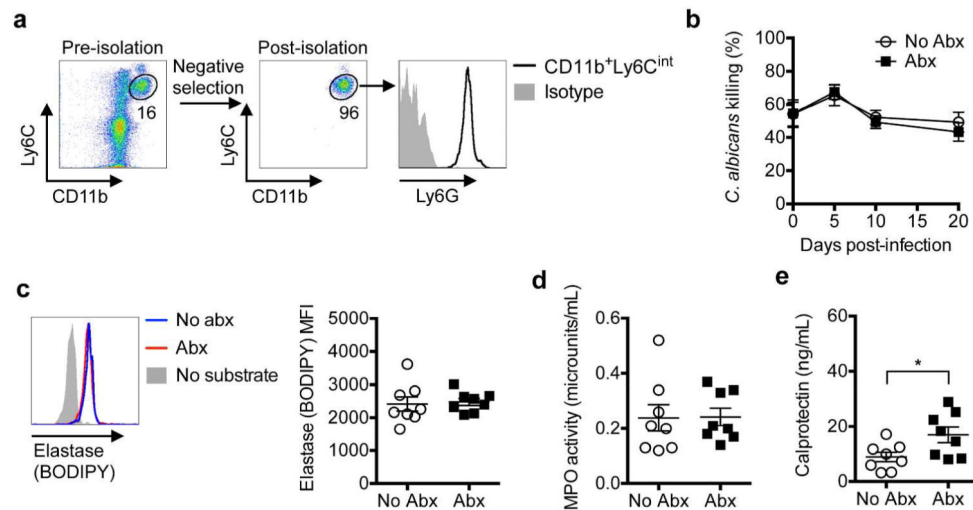 a
Pre-isolation
Negative
selection
Post-isolation
16
96
Ly6C
CD11b
Ly6C
CD11b
Ly6G
CD11b⁺Ly6Cⁱⁿᵗ
Isotype
b
C. albicans killing (%)
100
80
60
40
20
0
0 5 10 15 20
Days post-infection
No Abx
Abx
c
No abx
Abx
No substrate
Elastase
(BODIPY)
Elastase (BODIPY) MFI
5000
4000
3000
2000
1000
0
No Abx Abx
d
MPO activity (microunits/mL)
0.6
0.4
0.2
0.0
No Abx Abx
e
Calprotectin (ng/mL)
60
40
20
0
*
No Abx Abx